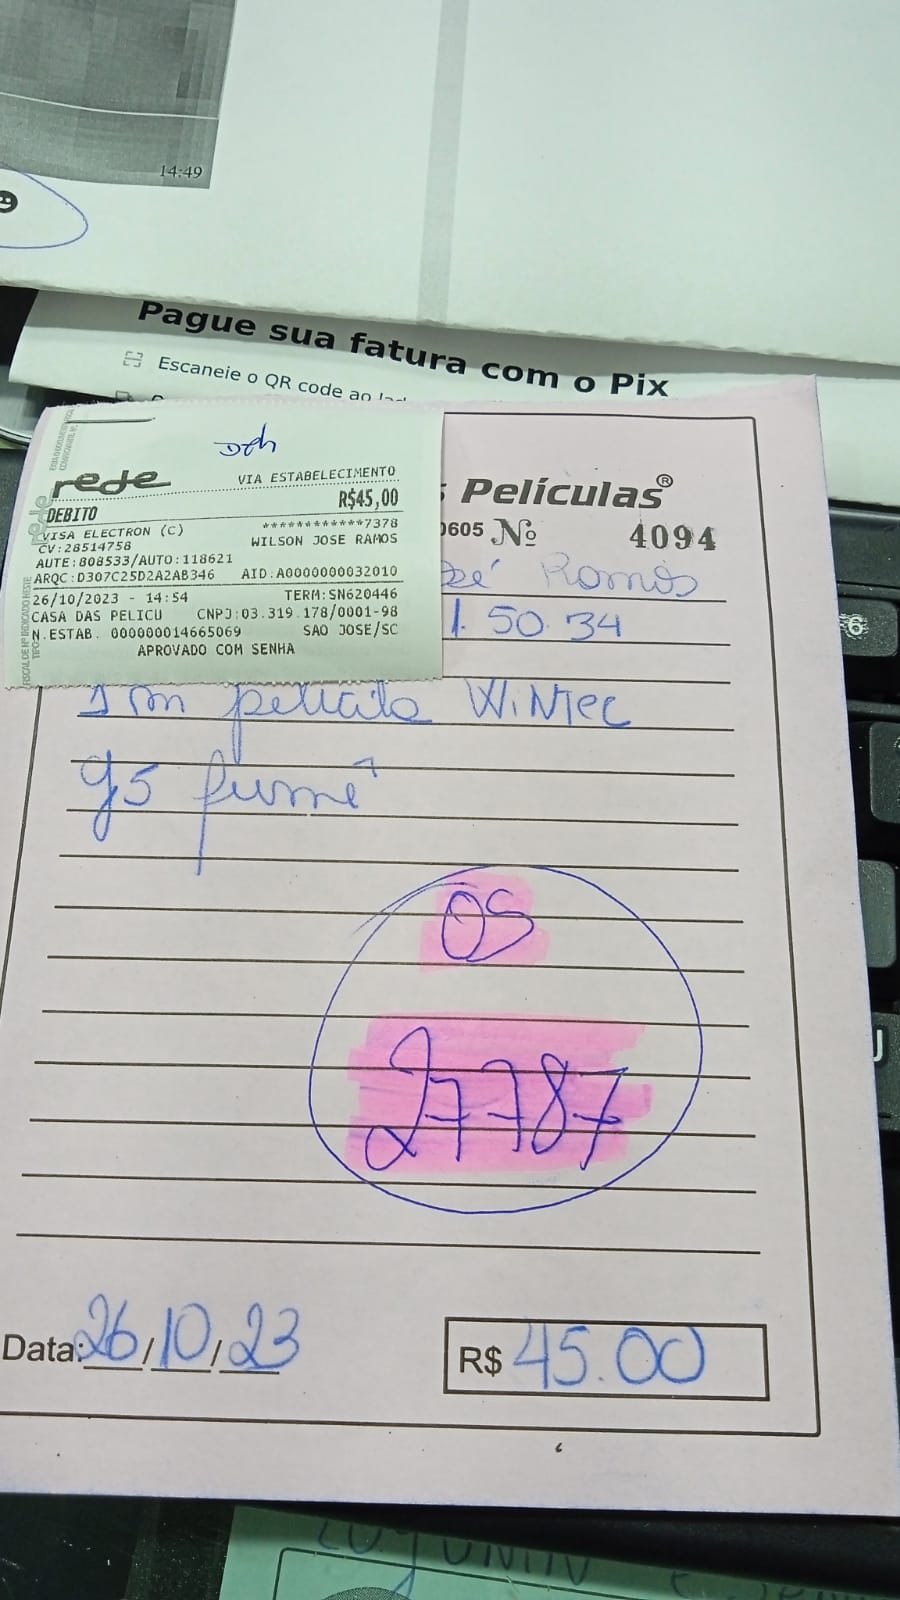 14:49
Pague sua fatura com o Pix
Escaneie o QR code ao
Deb
rede
VIA ESTABELECIMENTO
R$45,00
DEBITO
VISA ELECTRON (C) ************7378
CV:28514758 WILSON JOSE RAMOS
AUTE:808533/AUTO:118621
ARQC:D307C25D2A2AB346 AID:A0000000032010
26/10/2023 - 14:54 TERM:SN620446
CASA DAS PELICU CNPJ:03.319.178/0001-98
N.ESTAB. 000000014665069 SAO JOSE/SC
APROVADO COM SENHA
Películas®
0605 Nº 4094
sé Ramos
1.50.34
1 m película WiNTec
g5 fumê
OS
27787
Data: 26/10/23
R$ 45.00